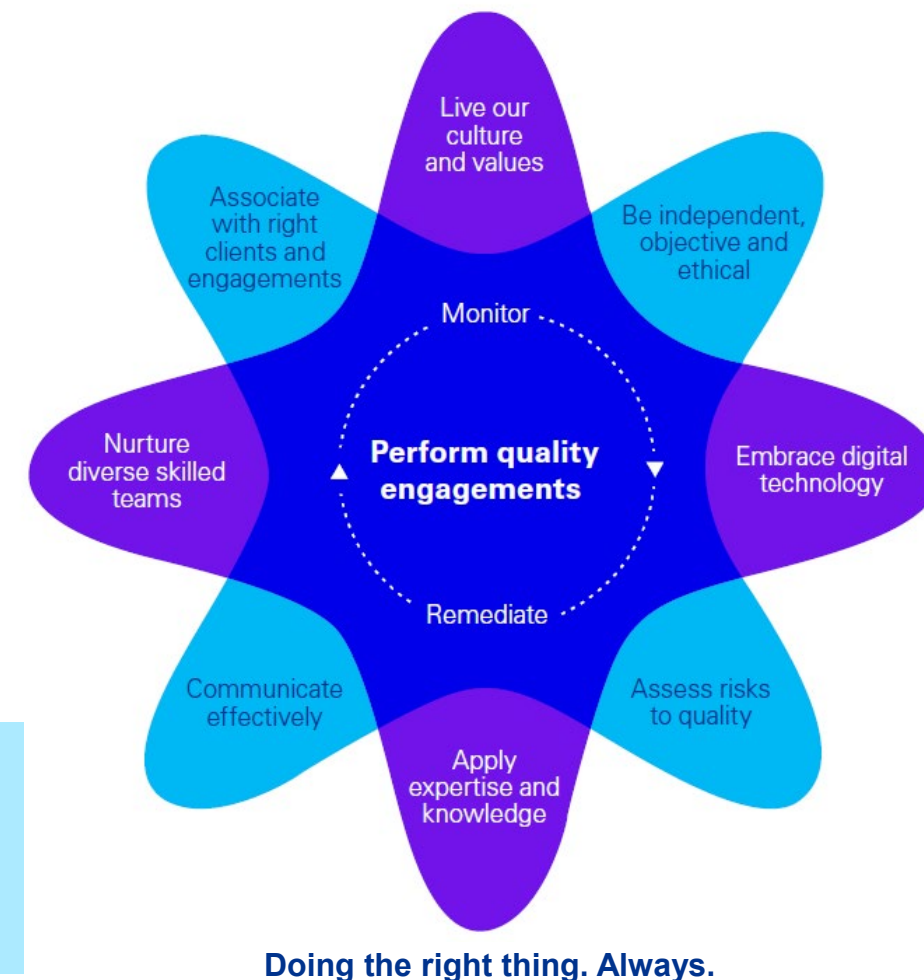 Live our
culture
and values
Associate
with right
clients and
engagements
Be independent,
objective and
ethical
Monitor
Nurture
diverse skilled
teams
Perform quality
engagements
Embrace digital
technology
Remediate
Communicate
effectively
Assess risks
to quality
Apply
expertise and
knowledge
Doing the right thing. Always.